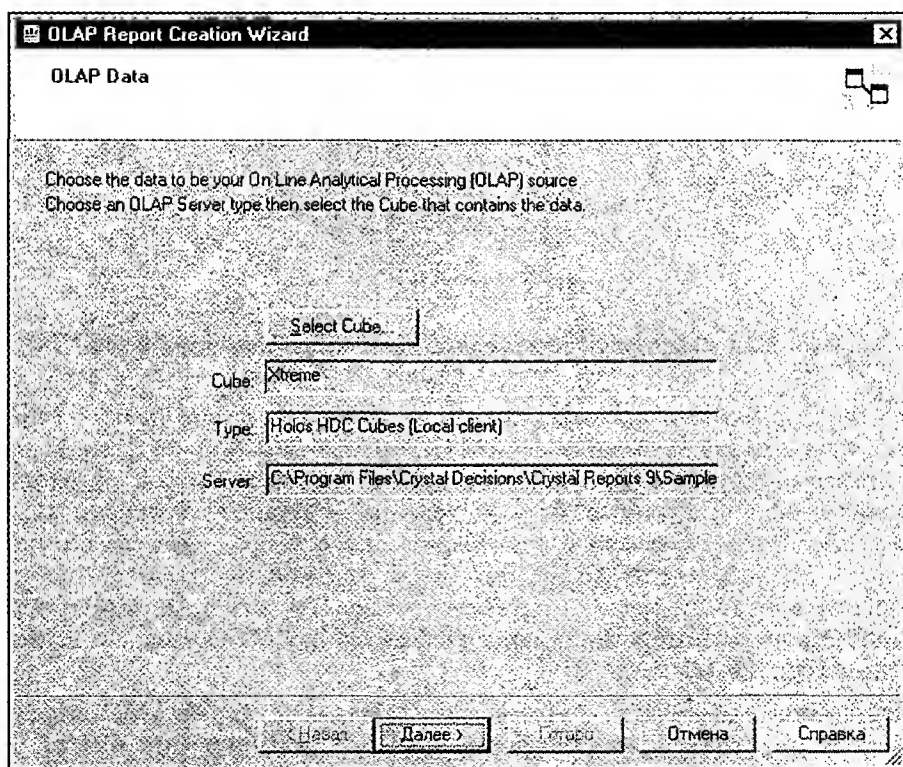 OLAP Report Creation Wizard
OLAP Data
Choose the data to be your On Line Analytical Processing (OLAP) source
Choose an OLAP Server type then select the Cube that contains the data.
Select Cube...
Cube: Xtreme
Type: Holos HDC Cubes (Local client)
Server: C:\Program Files\Crystal Decisions\Crystal Reports 9\Sample
< Назад Далее > Готово Отмена Справка